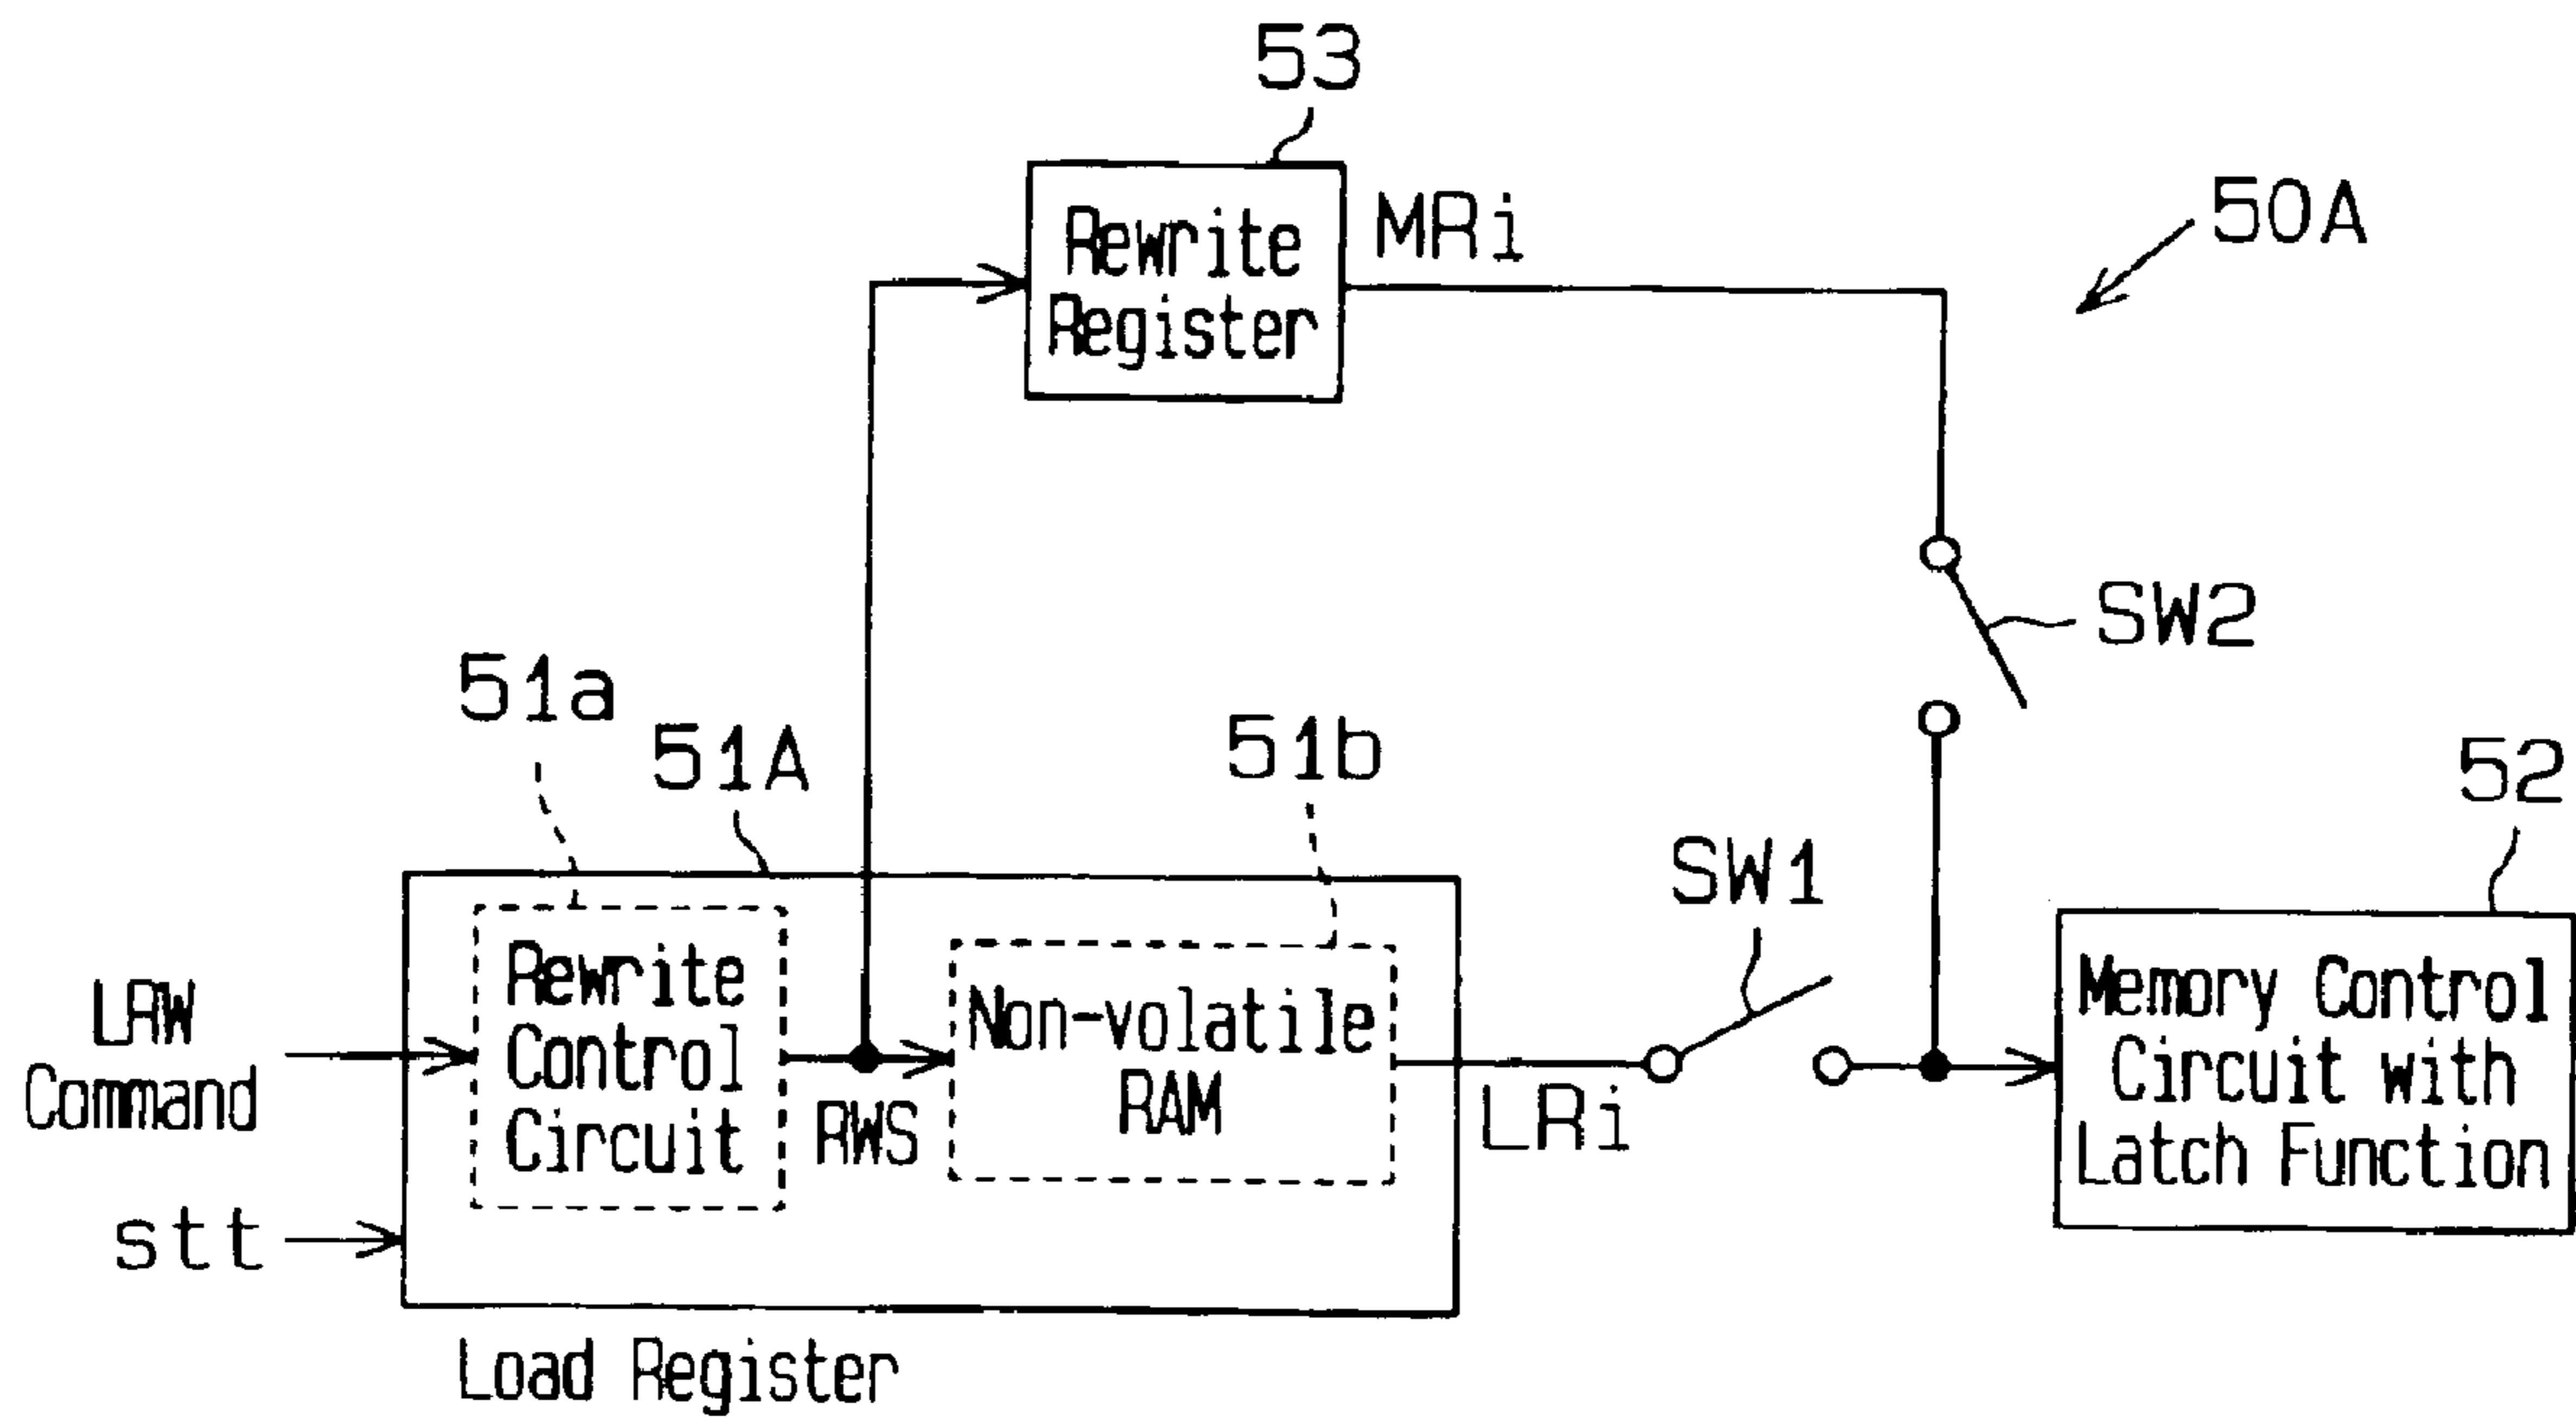 53
Rewrite
Register
MRi
50A
SW2
51a
51A
51b
SW1
52
LRW
Command
stt
Rewrite
Control
Circuit
RWS
Non-volatile
RAM
LRi
Memory Control
Circuit with
Latch Function
Load Register